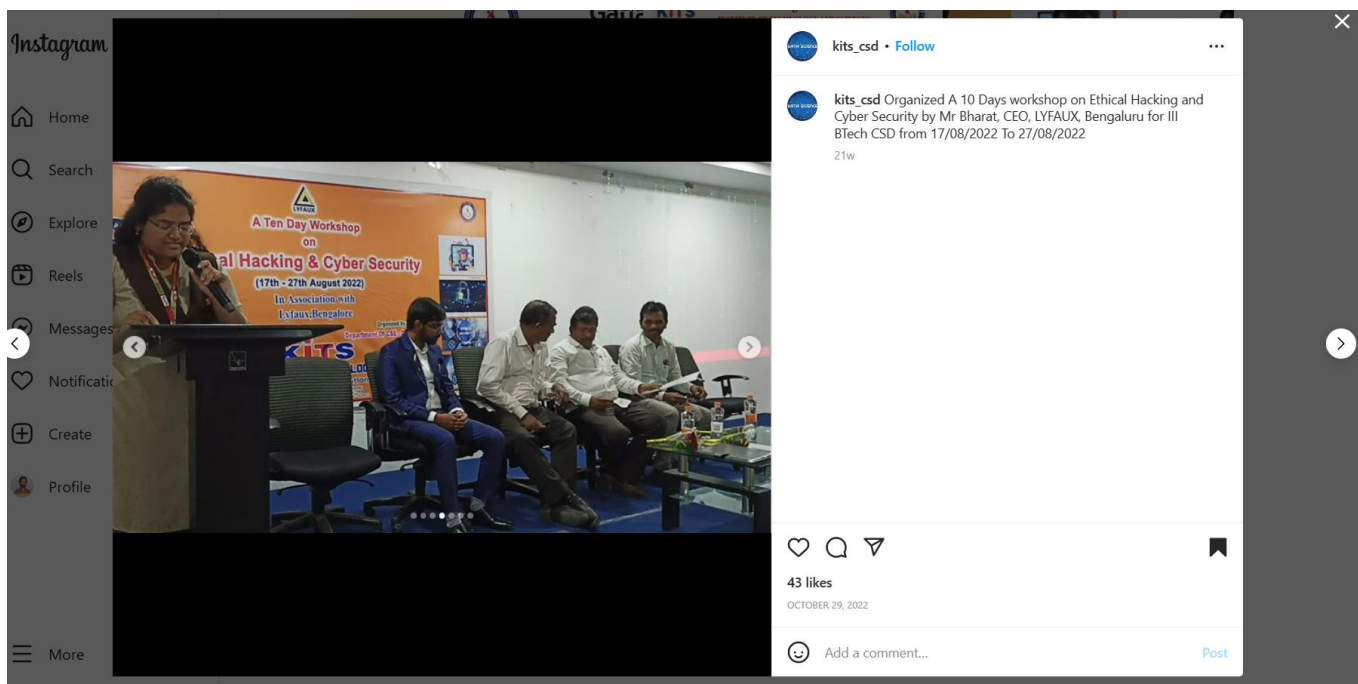 Instagram
Home
Search
Explore
Reels
Messages
Notificatic
Create
Profile
More
LYFAUX
A Ten Day Workshop
on
al Hacking & Cyber Security
(17th - 27th August 2022)
In Association with
Lyfaux:Bengalore
Organized by
KITS
kits_csd • Follow
kits_csd Organized A 10 Days workshop on Ethical Hacking and
Cyber Security by Mr Bharat, CEO, LYFAUX, Bengaluru for III
BTech CSD from 17/08/2022 To 27/08/2022
21w
43 likes
OCTOBER 29, 2022
Add a comment...
Post